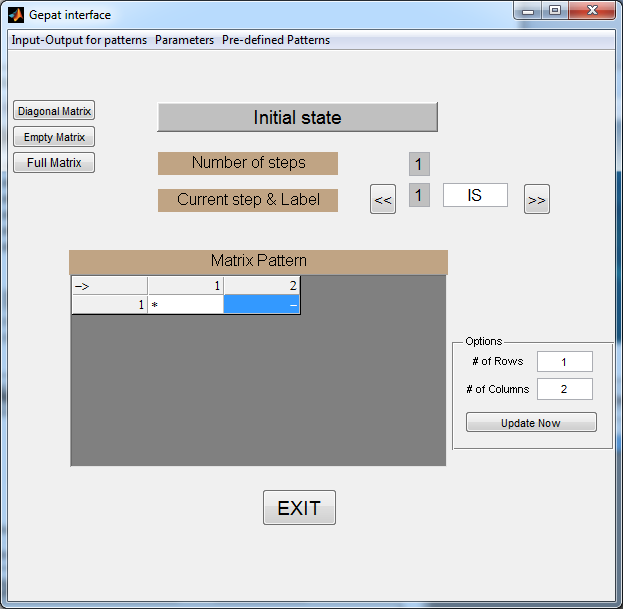 Gepat interface
Input-Output for patterns Parameters Pre-defined Patterns
Diagonal Matrix
Empty Matrix
Full Matrix
Initial state
Number of steps 1
Current step & Label << 1 IS >>
Matrix Pattern
-> 1 2
1 * -
Options
# of Rows 1
# of Columns 2
Update Now
EXIT